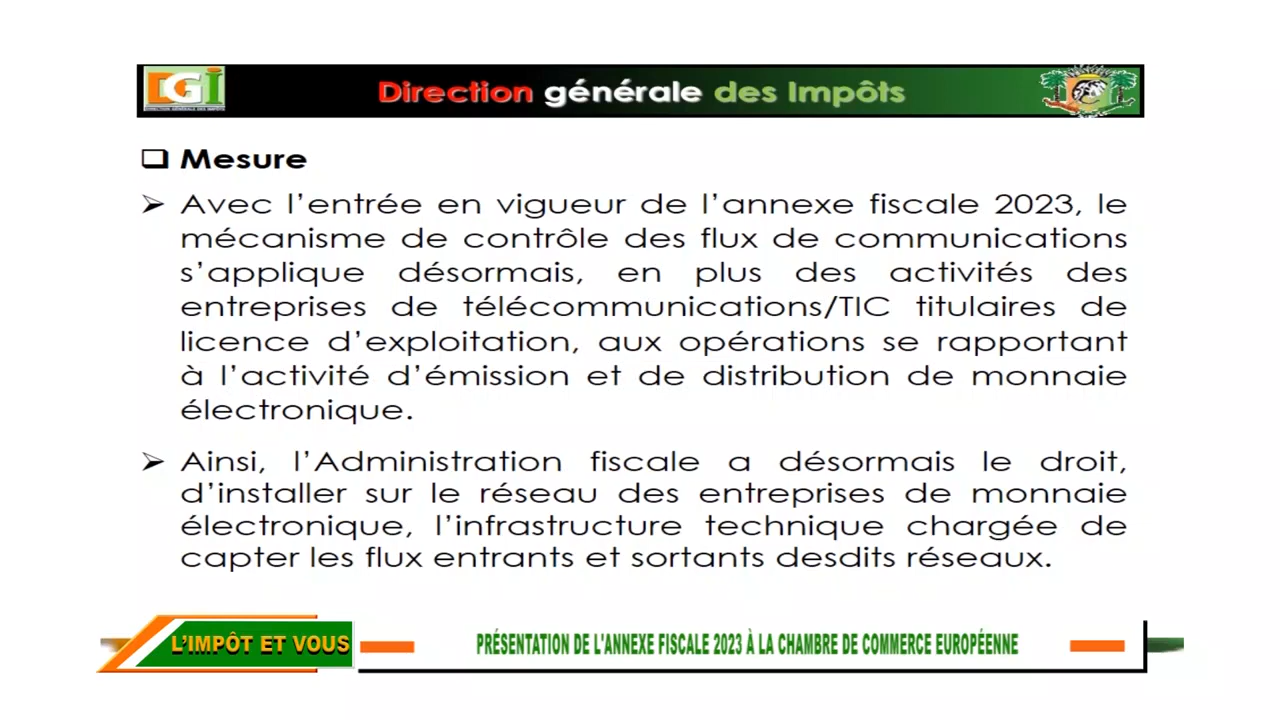 DGI
Direction générale des Impôts
Mesure
Avec l’entrée en vigueur de l’annexe fiscale 2023, le
mécanisme de contrôle des flux de communications
s’applique désormais, en plus des activités des
entreprises de télécommunications/TIC titulaires de
licence d’exploitation, aux opérations se rapportant
à l’activité d’émission et de distribution de monnaie
électronique.
Ainsi, l’Administration fiscale a désormais le droit,
d’installer sur le réseau des entreprises de monnaie
électronique, l’infrastructure technique chargée de
capter les flux entrants et sortants desdits réseaux.
L’IMPÔT ET VOUS
PRÉSENTATION DE L'ANNEXE FISCALE 2023 À LA CHAMBRE DE COMMERCE EUROPÉENNE